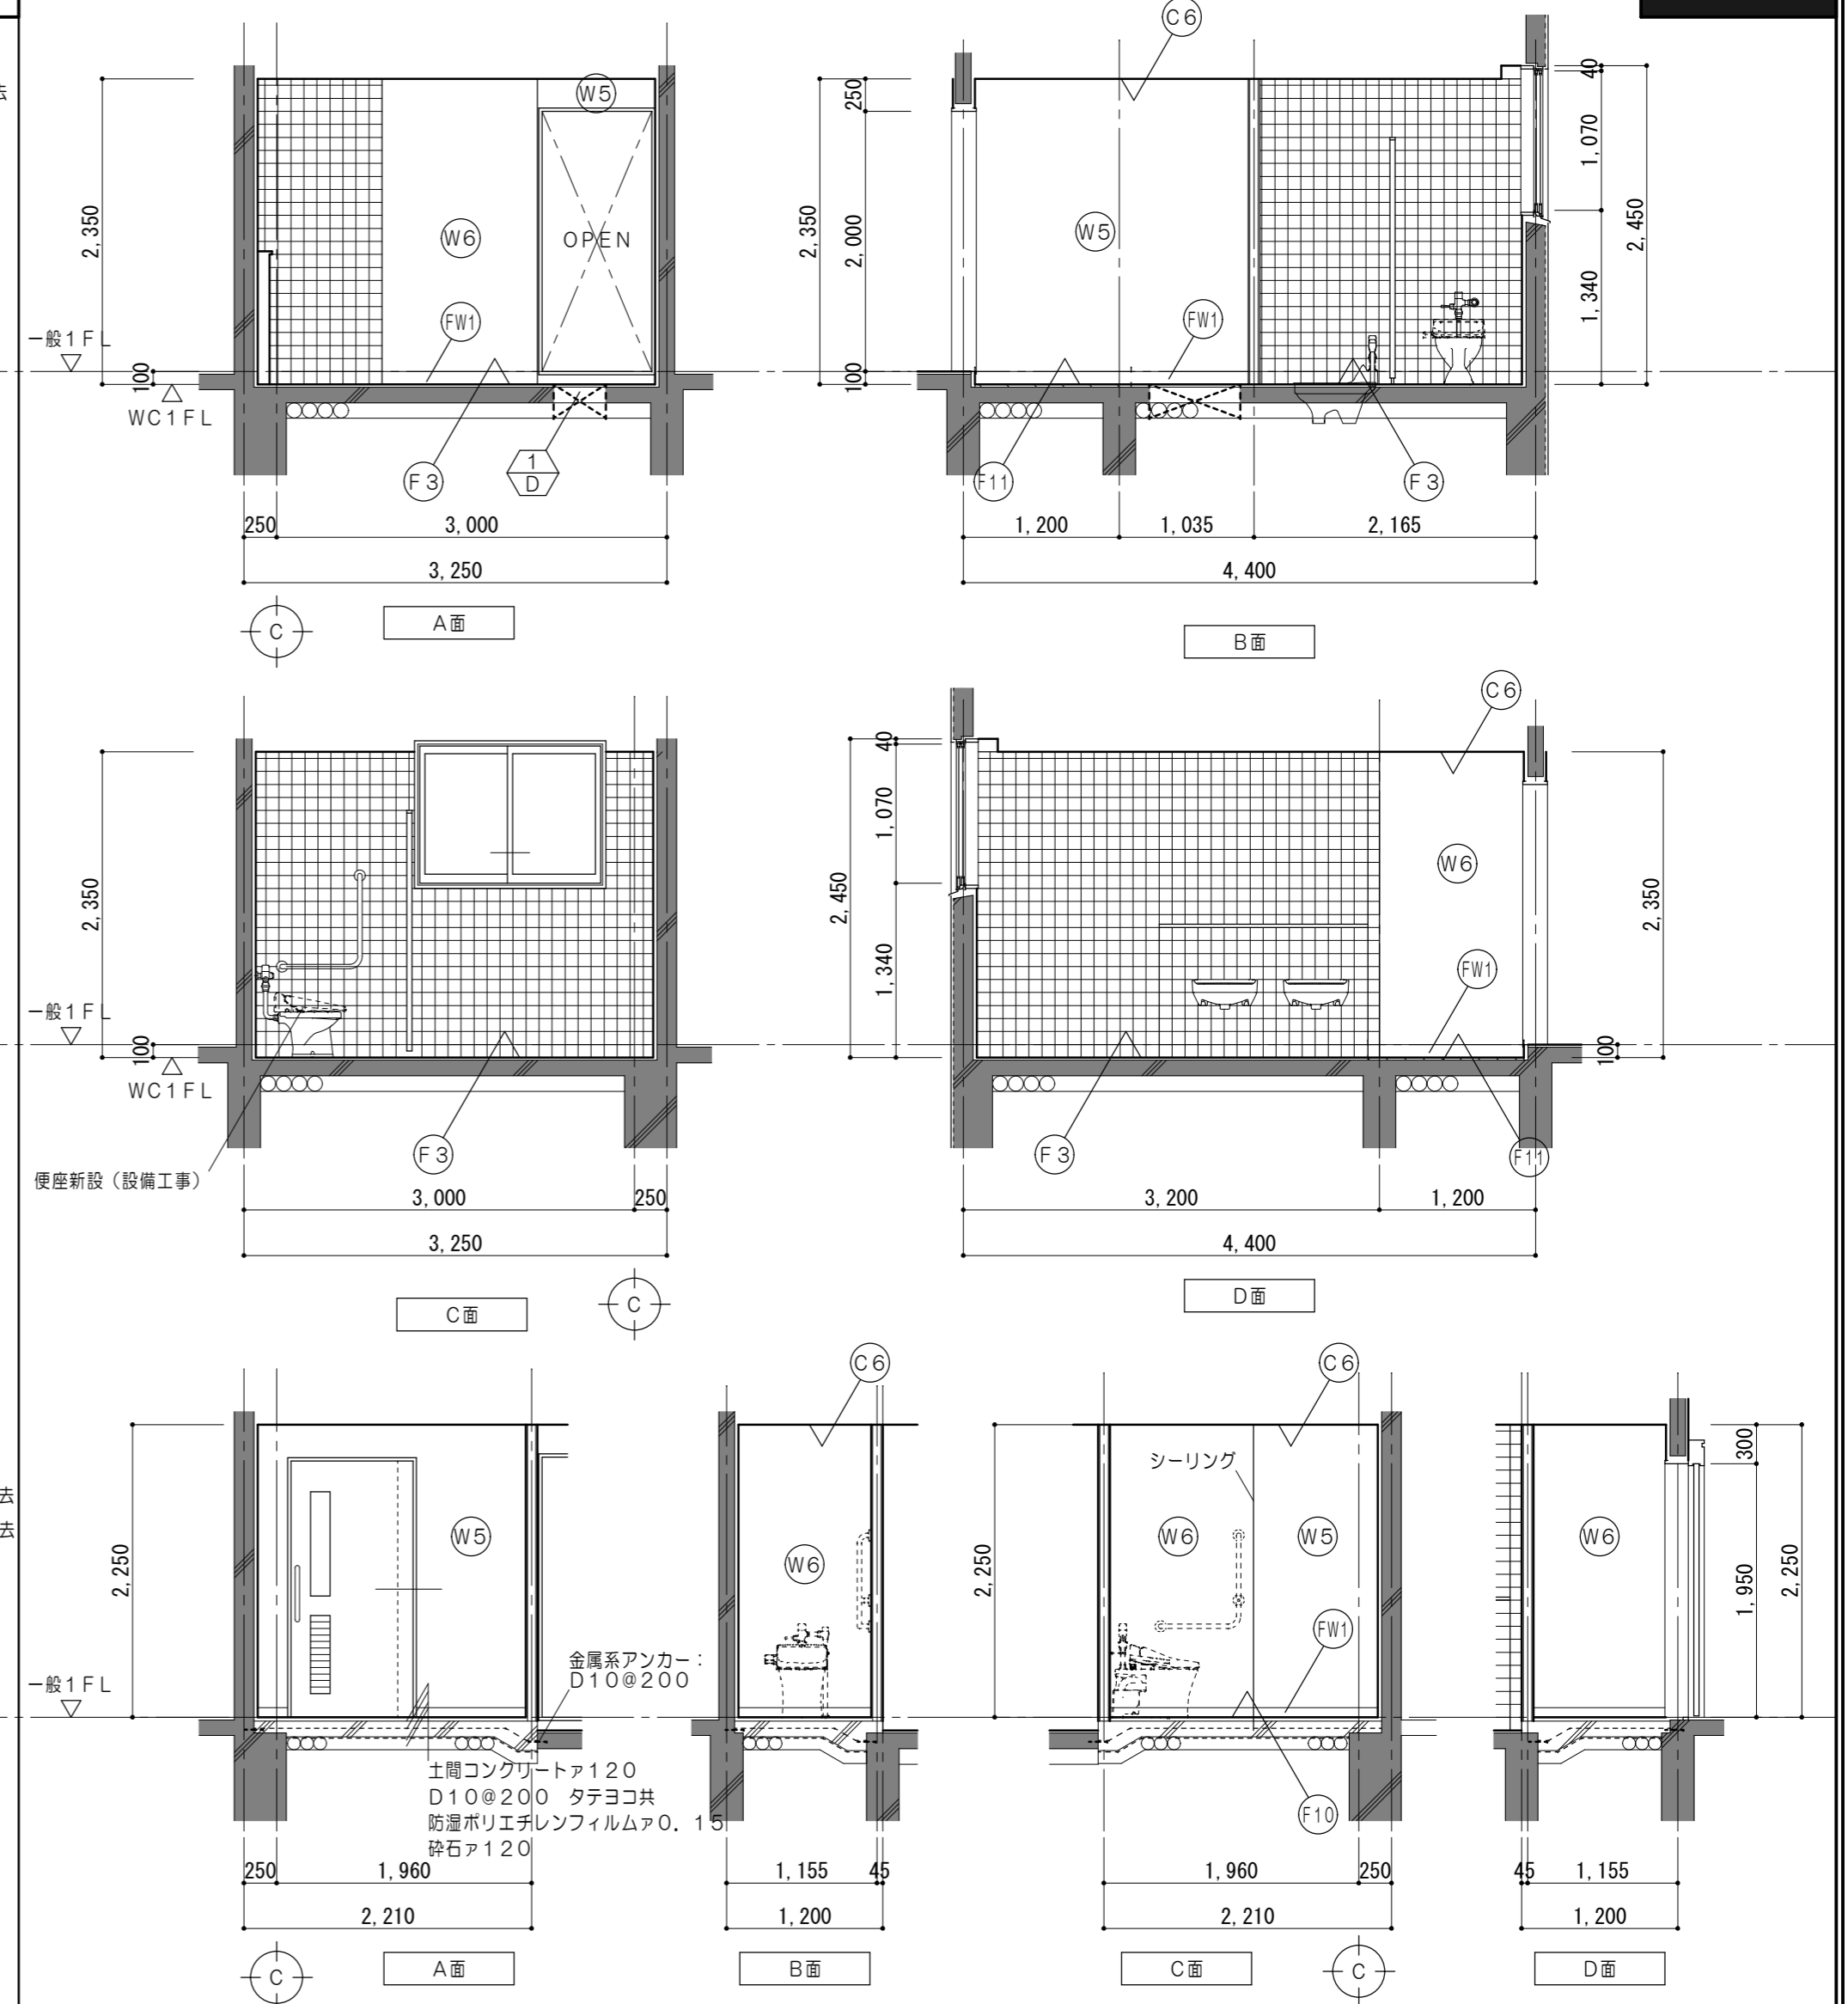 去
C6
W5
2,350
W6
OPEN
FW1
一般1FL
100
WC1FL
F3
1
D
250
3,000
3,250
C
A面
2,350
250
2,000
100
W5
FW1
40
1,070
1,340
2,450
F11
F3
1,200
1,035
2,165
4,400
B面
2,350
一般1FL
100
WC1FL
F3
便座新設（設備工事）
3,000
250
3,250
C面
C
C6
40
1,070
1,340
2,450
W6
FW1
2,350
100
F3
F11
3,200
1,200
4,400
D面
去
去
2,250
W5
一般1FL
金属系アンカー：
D10@200
土間コンクリートァ120
D10@200　タテヨコ共
防湿ポリエチレンフィルムァ0．15
砕石ァ120
250
1,960
2,210
C
A面
C6
W6
1,155
45
1,200
B面
C6
シーリング
2,250
W6
W5
FW1
F10
1,960
250
2,210
C面
C
W6
300
1,950
2,250
45
1,155
1,200
D面